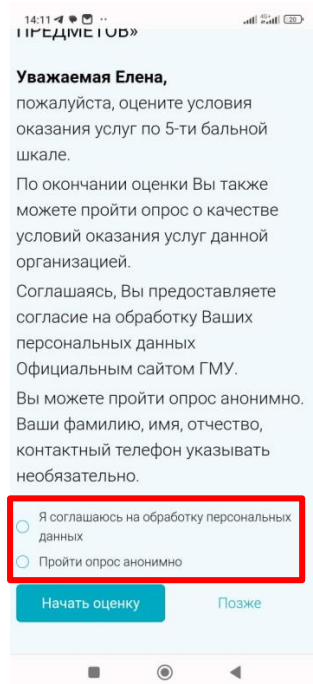 14:11
20
ПРЕДМЕТОВ»
Уважаемая Елена,
пожалуйста, оцените условия
оказания услуг по 5-ти бальной
шкале.
По окончании оценки Вы также
можете пройти опрос о качестве
условий оказания услуг данной
организацией.
Соглашаясь, Вы предоставляете
согласие на обработку Ваших
персональных данных
Официальным сайтом ГМУ.
Вы можете пройти опрос анонимно.
Ваши фамилию, имя, отчество,
контактный телефон указывать
необязательно.
Я соглашаюсь на обработку персональных
данных
Пройти опрос анонимно
Начать оценку
Позже